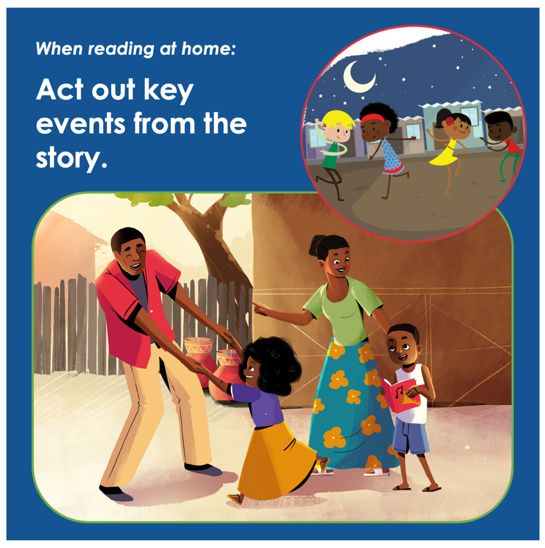 When reading at home:
Act out key
events from the
story.